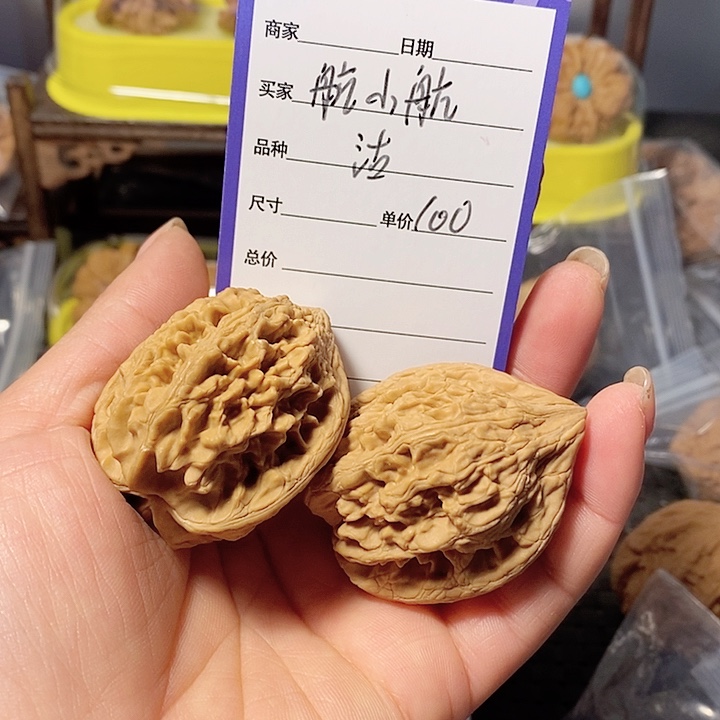 商家 日期
买家 航小航
品种 法
尺寸 单价 100
总价